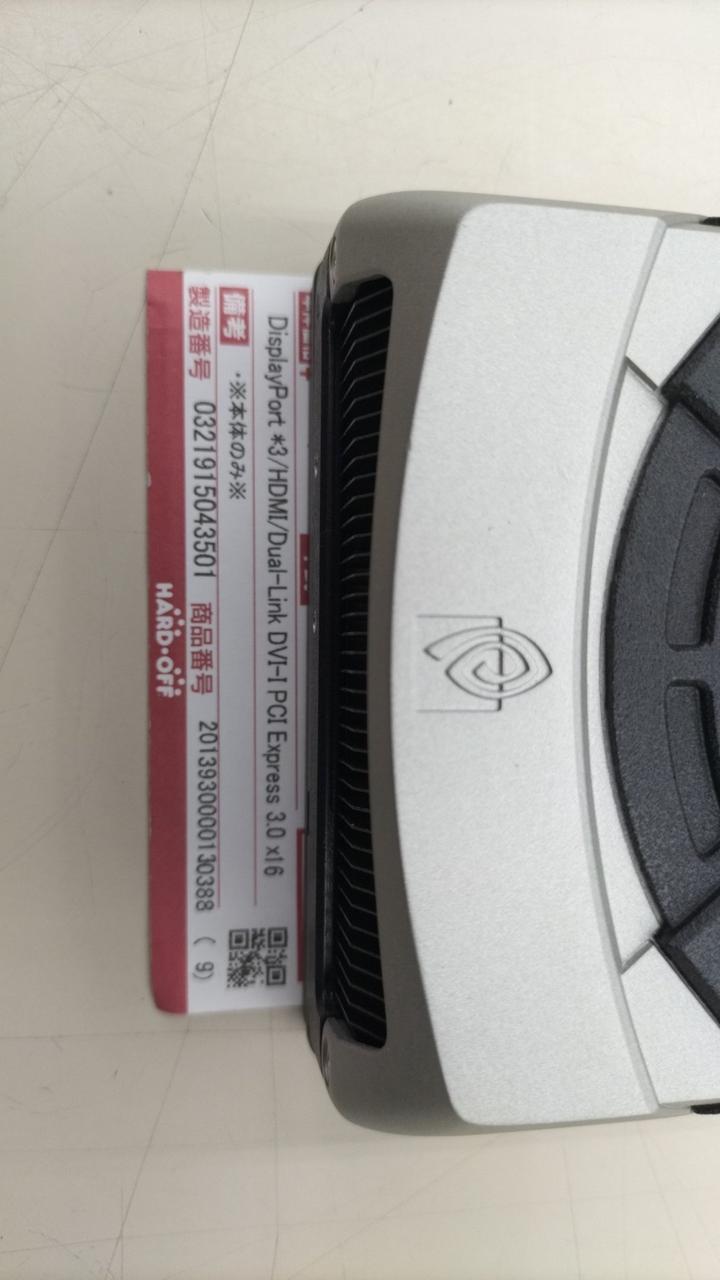 DisplayPort *3/HDMI/Dual-Link DVI-I PCI Express 3.0 x16
備考
・※本体のみ※
製造番号 0321915043501 商品番号 2013930000130388 ( 9)
HARD・OFF